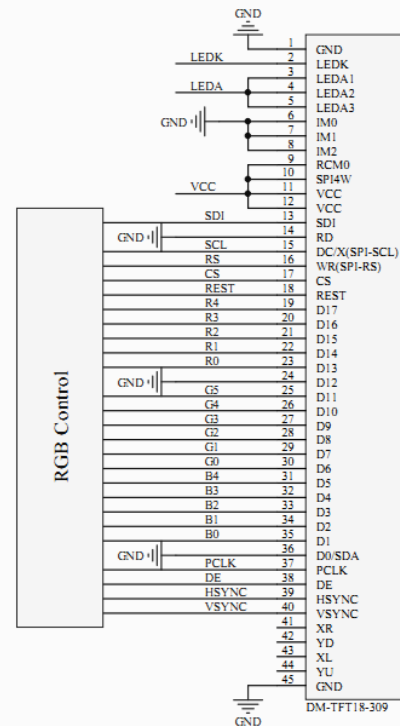 GND
1 GND
LEDK 2 LEDK
3 LEDA1
LEDA 4 LEDA2
5 LEDA3
GND 6 IM0
7 IM1
8 IM2
9 RCM0
10 SPI4W
VCC 11 VCC
12 VCC
SDI 13 SDI
GND 14 RD
SCL 15 DC/X(SPI-SCL)
RS 16 WR(SPI-RS)
CS 17 CS
REST 18 REST
R4 19 D17
R3 20 D16
R2 21 D15
R1 22 D14
R0 23 D13
GND 24 D12
G5 25 D11
G4 26 D10
G3 27 D9
G2 28 D8
G1 29 D7
G0 30 D6
B4 31 D5
B3 32 D4
B2 33 D3
B1 34 D2
B0 35 D1
GND 36 D0/SDA
PCLK 37 PCLK
DE 38 DE
HSYNC 39 HSYNC
VSYNC 40 VSYNC
41 XR
42 YD
43 XL
44 YU
45 GND
GND
DM-TFT18-309
RGB Control